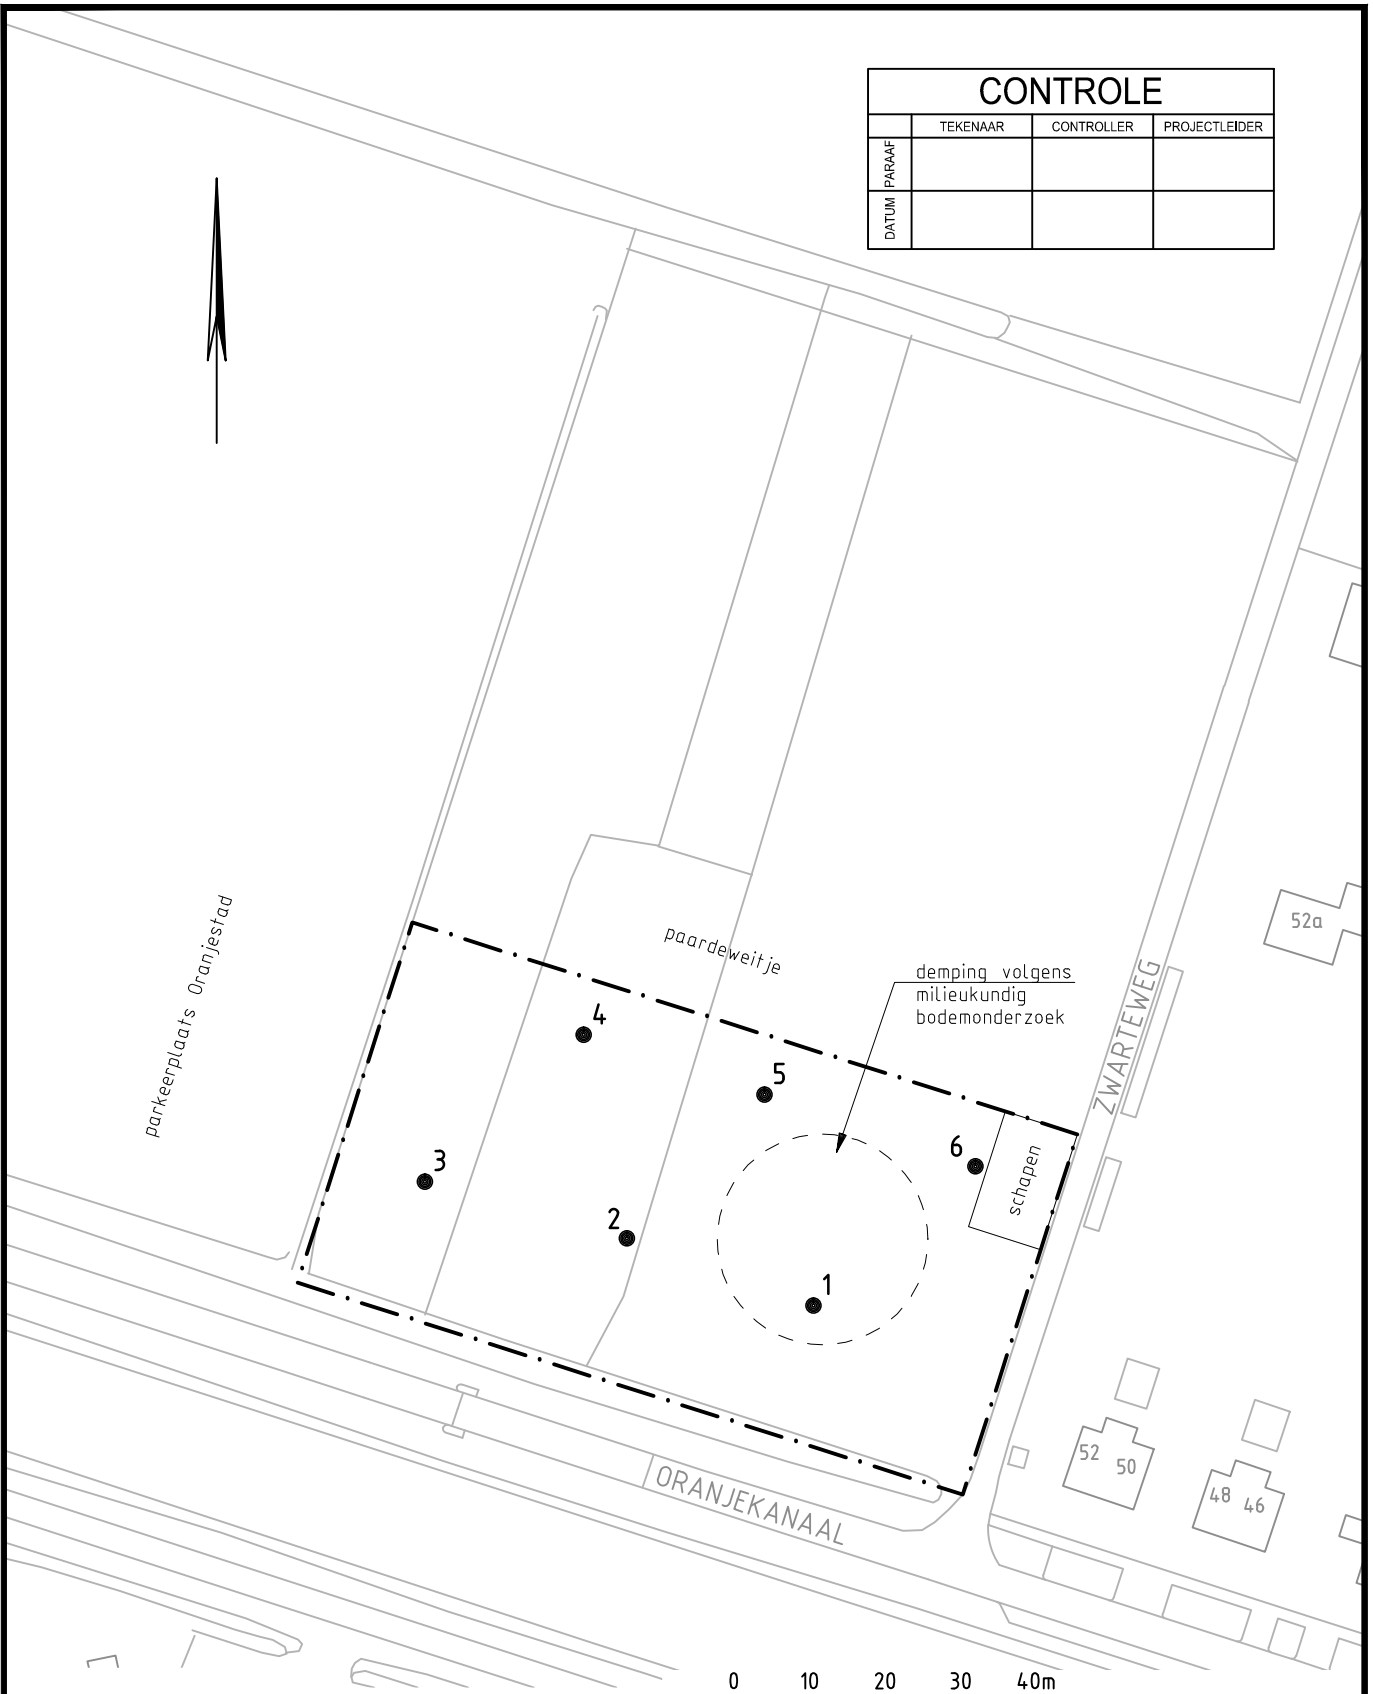 CONTROLE
TEKENAAR CONTROLLER PROJECTLEIDER
PARAAF
DATUM
52a
parkeerplaats Oranjestad
paardeweitje
demping volgens
milieukundig
bodemonderzoek
ZWARTEWEG
4
5
6
schapen
3
2
1
52 50
48 46
ORANJEKANAAL
0 10 20 30 40m